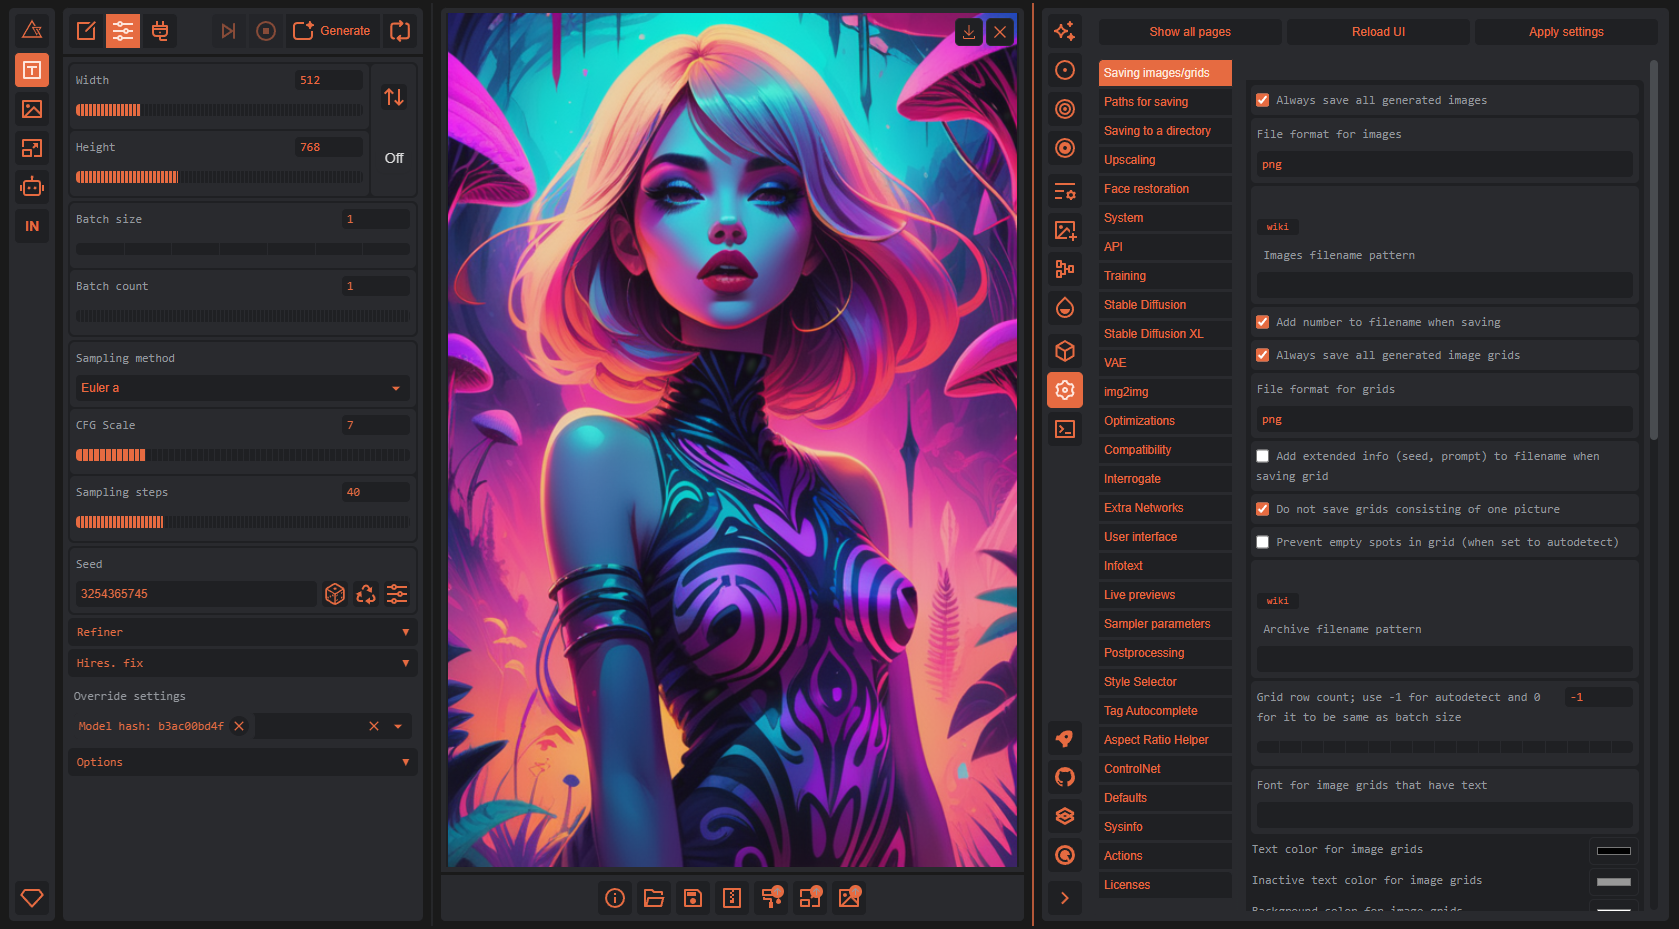 IN
Generate
Width
512
Height
768
Off
Batch size
1
Batch count
1
Sampling method
Euler a
CFG Scale
7
Sampling steps
40
Seed
3254365745
Refiner
Hires. fix
Override settings
Model hash: b3ac00bd4f
Options
Show all pages
Reload UI
Apply settings
Saving images/grids
Paths for saving
Saving to a directory
Upscaling
Face restoration
System
API
Training
Stable Diffusion
Stable Diffusion XL
VAE
img2img
Optimizations
Compatibility
Interrogate
Extra Networks
User interface
Infotext
Live previews
Sampler parameters
Postprocessing
Style Selector
Tag Autocomplete
Aspect Ratio Helper
ControlNet
Defaults
Sysinfo
Actions
Licenses
Always save all generated images
File format for images
png
wiki
Images filename pattern
Add number to filename when saving
Always save all generated image grids
File format for grids
png
Add extended info (seed, prompt) to filename when
saving grid
Do not save grids consisting of one picture
Prevent empty spots in grid (when set to autodetect)
wiki
Archive filename pattern
Grid row count; use -1 for autodetect and 0
for it to be same as batch size
-1
Font for image grids that have text
Text color for image grids
Inactive text color for image grids
Background color for image grids